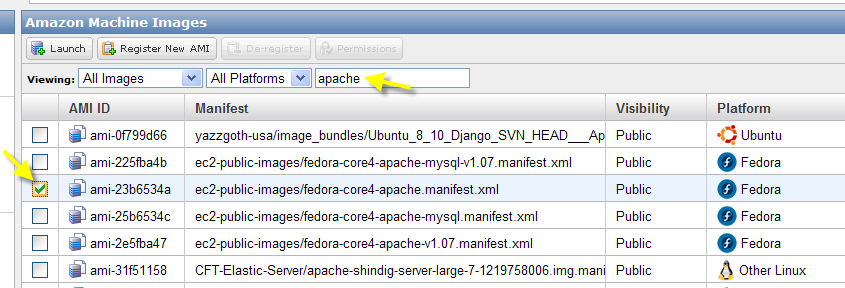 Amazon Machine Images
Launch Register New AMI De-register Permissions
Viewing: All Images All Platforms apache
AMI ID Manifest Visibility Platform
ami-0f799d66 yazzgoth-usa/image_bundles/Ubuntu_8_10_Django_SVN_HEAD___Ap Public Ubuntu
ami-225fba4b ec2-public-images/fedora-core4-apache-mysql-v1.07.manifest.xml Public Fedora
ami-23b6534a ec2-public-images/fedora-core4-apache.manifest.xml Public Fedora
ami-25b6534c ec2-public-images/fedora-core4-apache-mysql.manifest.xml Public Fedora
ami-2e5fba47 ec2-public-images/fedora-core4-apache-v1.07.manifest.xml Public Fedora
ami-31f51158 CFT-Elastic-Server/apache-shindig-server-large-7-1219758006.img.mani Public Other Linux